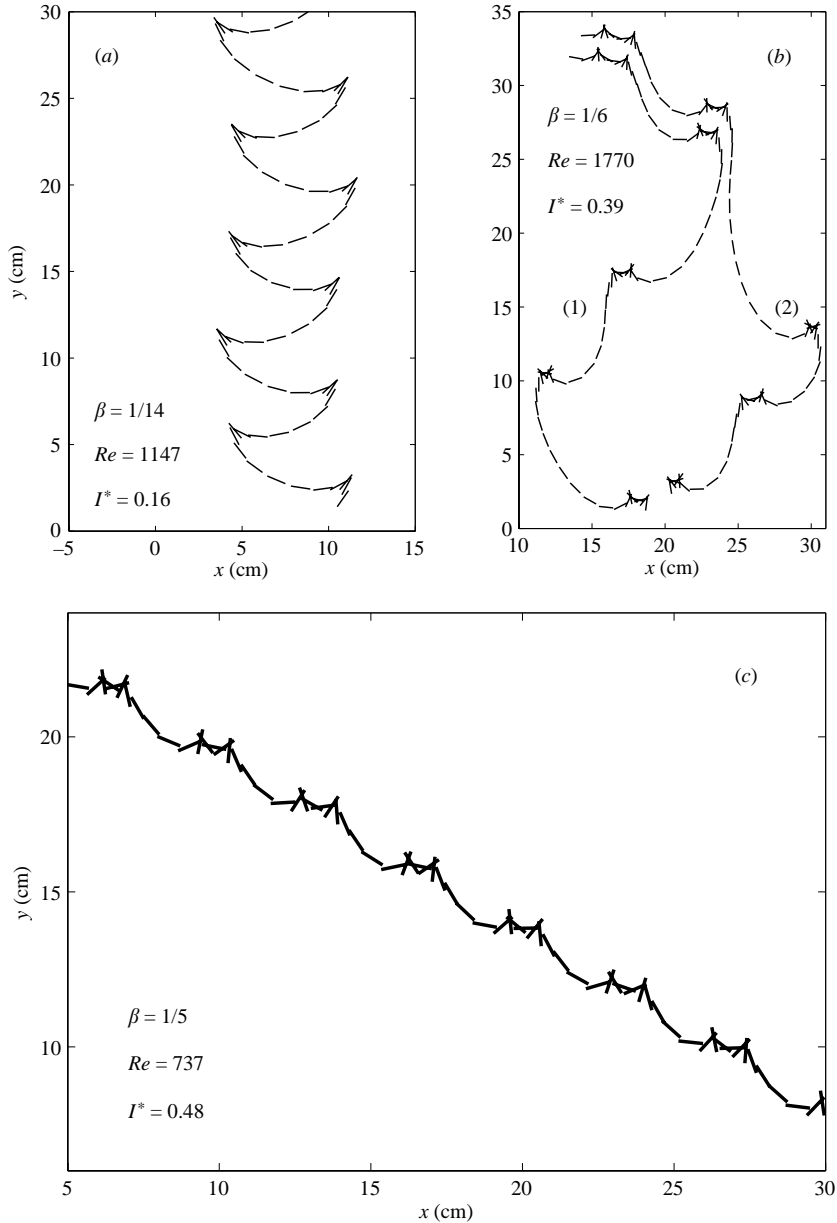 (a)
30
25
20
15
10
5
0
y (cm)
β = 1/14
Re = 1147
I* = 0.16
–5
0
5
10
15
x (cm)
(b)
35
30
25
20
15
10
5
0
β = 1/6
Re = 1770
I* = 0.39
(1)
(2)
10
15
20
25
30
x (cm)
(c)
20
15
10
y (cm)
β = 1/5
Re = 737
I* = 0.48
5
10
15
20
25
30
x (cm)